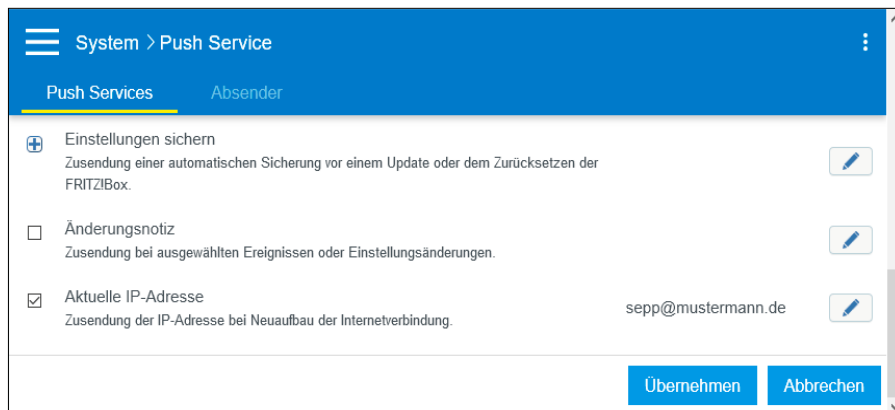 System > Push Service
Push Services
Absender
Einstellungen sichern
Zusendung einer automatischen Sicherung vor einem Update oder dem Zurücksetzen der
FRITZ!Box.
Änderungsnotiz
Zusendung bei ausgewählten Ereignissen oder Einstellungsänderungen.
Aktuelle IP-Adresse
Zusendung der IP-Adresse bei Neuaufbau der Internetverbindung.
sepp@mustermann.de
Übernehmen
Abbrechen